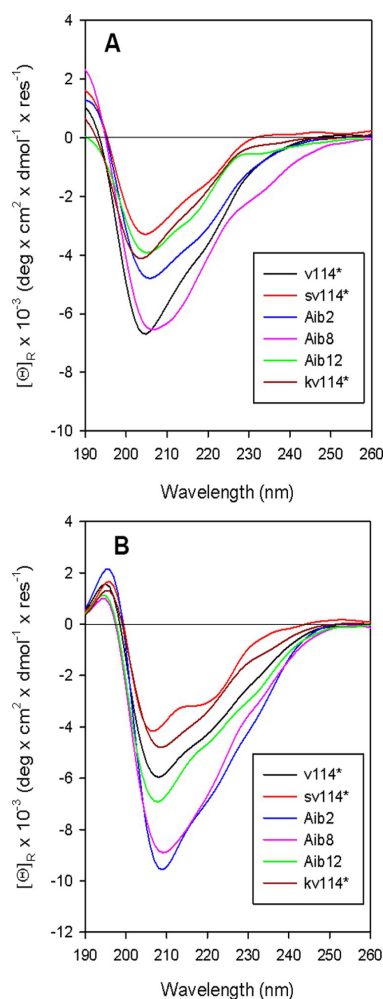 A
4
2
0
-2
-4
-6
-8
-10
[Θ]R x 10⁻³ (deg x cm² x dmol⁻¹ x res⁻¹)
v114*
sv114*
Aib2
Aib8
Aib12
kv114*
190 200 210 220 230 240 250 260
Wavelength (nm)
B
4
2
0
-2
-4
-6
-8
-10
-12
[Θ]R x 10⁻³ (deg x cm² x dmol⁻¹ x res⁻¹)
v114*
sv114*
Aib2
Aib8
Aib12
kv114*
190 200 210 220 230 240 250 260
Wavelength (nm)